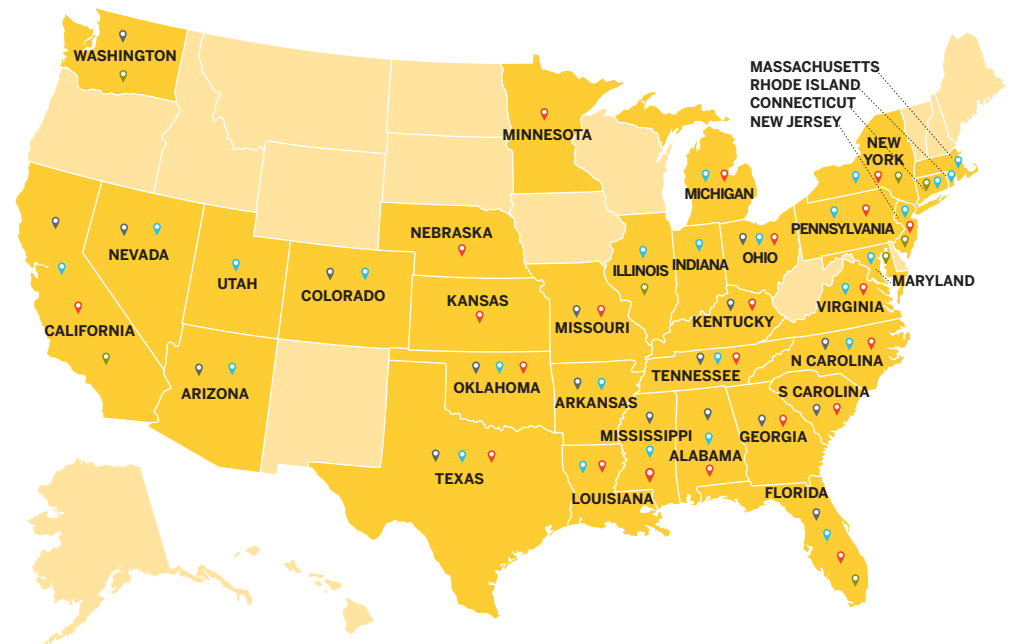 WASHINGTON
MASSACHUSETTS
RHODE ISLAND
CONNECTICUT
NEW JERSEY
MINNESOTA
NEW
YORK
MICHIGAN
PENNSYLVANIA
NEBRASKA
NEVADA
OHIO
ILLINOIS
INDIANA
UTAH
MARYLAND
COLORADO
KANSAS
VIRGINIA
CALIFORNIA
MISSOURI
KENTUCKY
N CAROLINA
TENNESSEE
OKLAHOMA
ARIZONA
S CAROLINA
ARKANSAS
MISSISSIPPI
GEORGIA
ALABAMA
TEXAS
FLORIDA
LOUISIANA